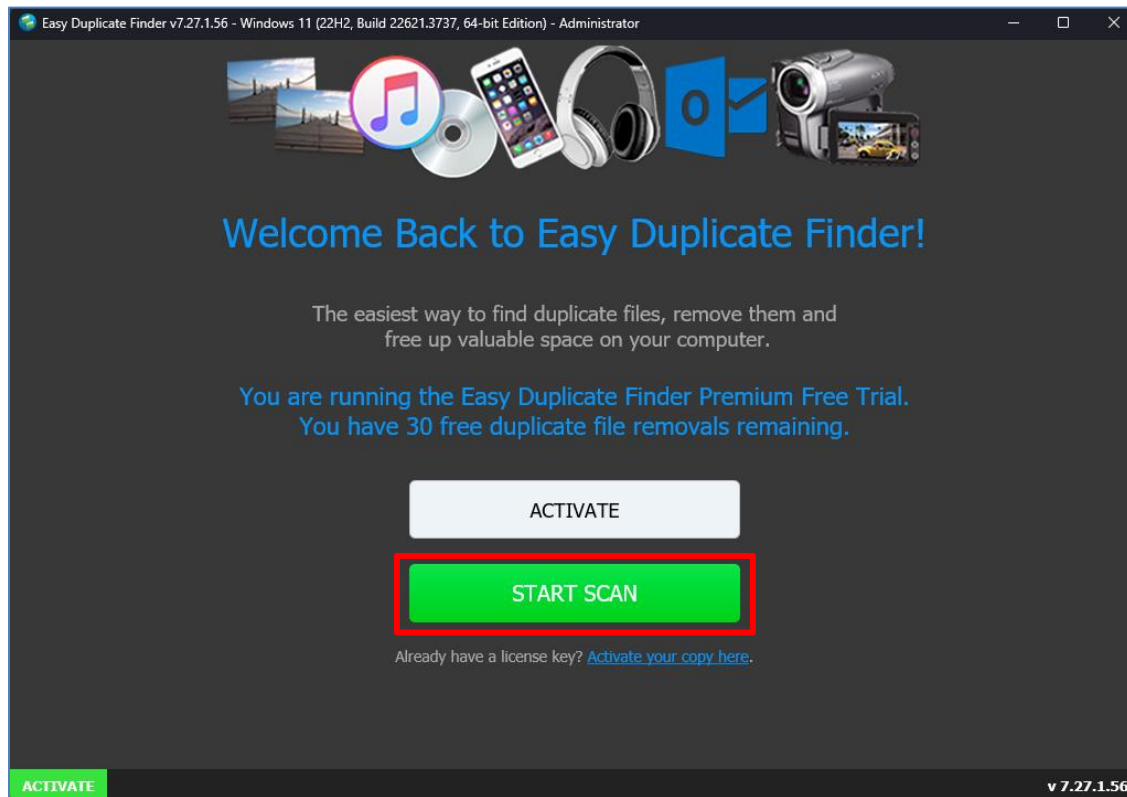 Easy Duplicate Finder v7.27.1.56 - Windows 11 (22H2, Build 22621.3737, 64-bit Edition) - Administrator
Welcome Back to Easy Duplicate Finder!
The easiest way to find duplicate files, remove them and
free up valuable space on your computer.
You are running the Easy Duplicate Finder Premium Free Trial.
You have 30 free duplicate file removals remaining.
ACTIVATE
START SCAN
Already have a license key? Activate your copy here.
ACTIVATE
v 7.27.1.56